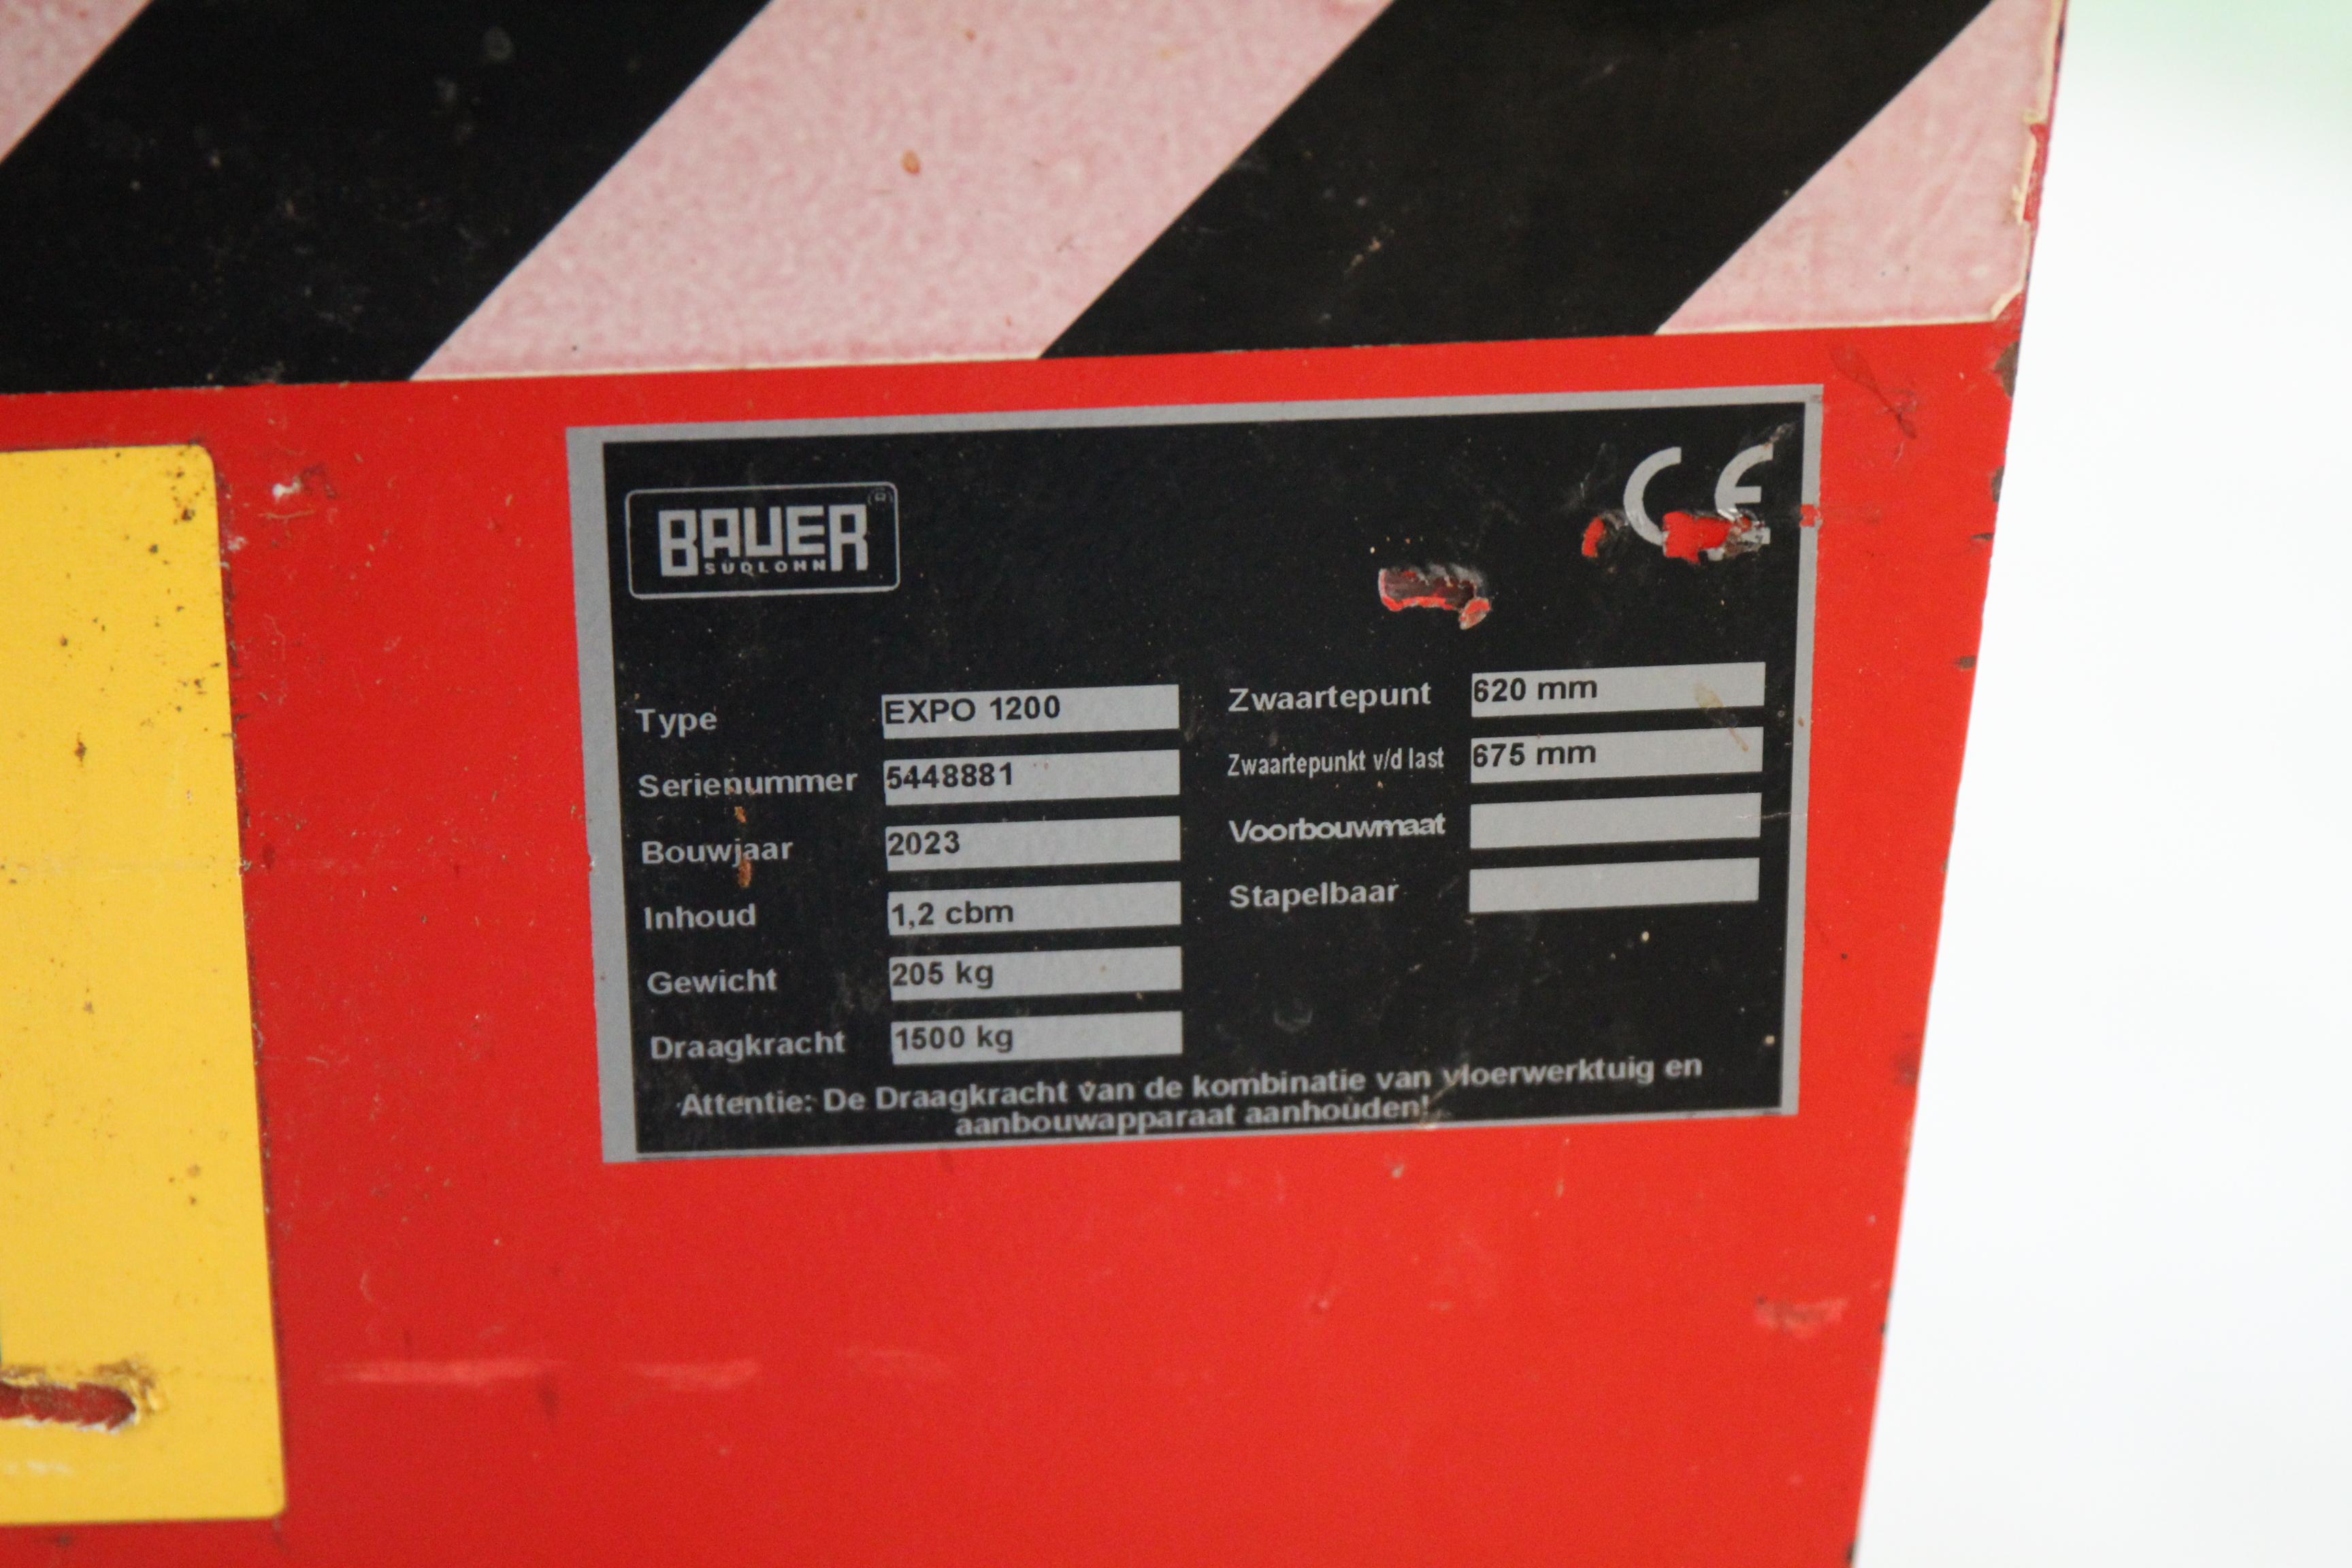 BAUER ®
SÜDLOHN
CE
Type EXPO 1200
Serienummer 5448881
Bouwjaar 2023
Inhoud 1,2 cbm
Gewicht 205 kg
Draagkracht 1500 kg
Zwaartepunt 620 mm
Zwaartepunkt v/d last 675 mm
Voorbouwmaat
Stapelbaar
Attentie: De Draagkracht van de kombinatie van vloerwerktuig en
aanbouwapparaat aanhouden!